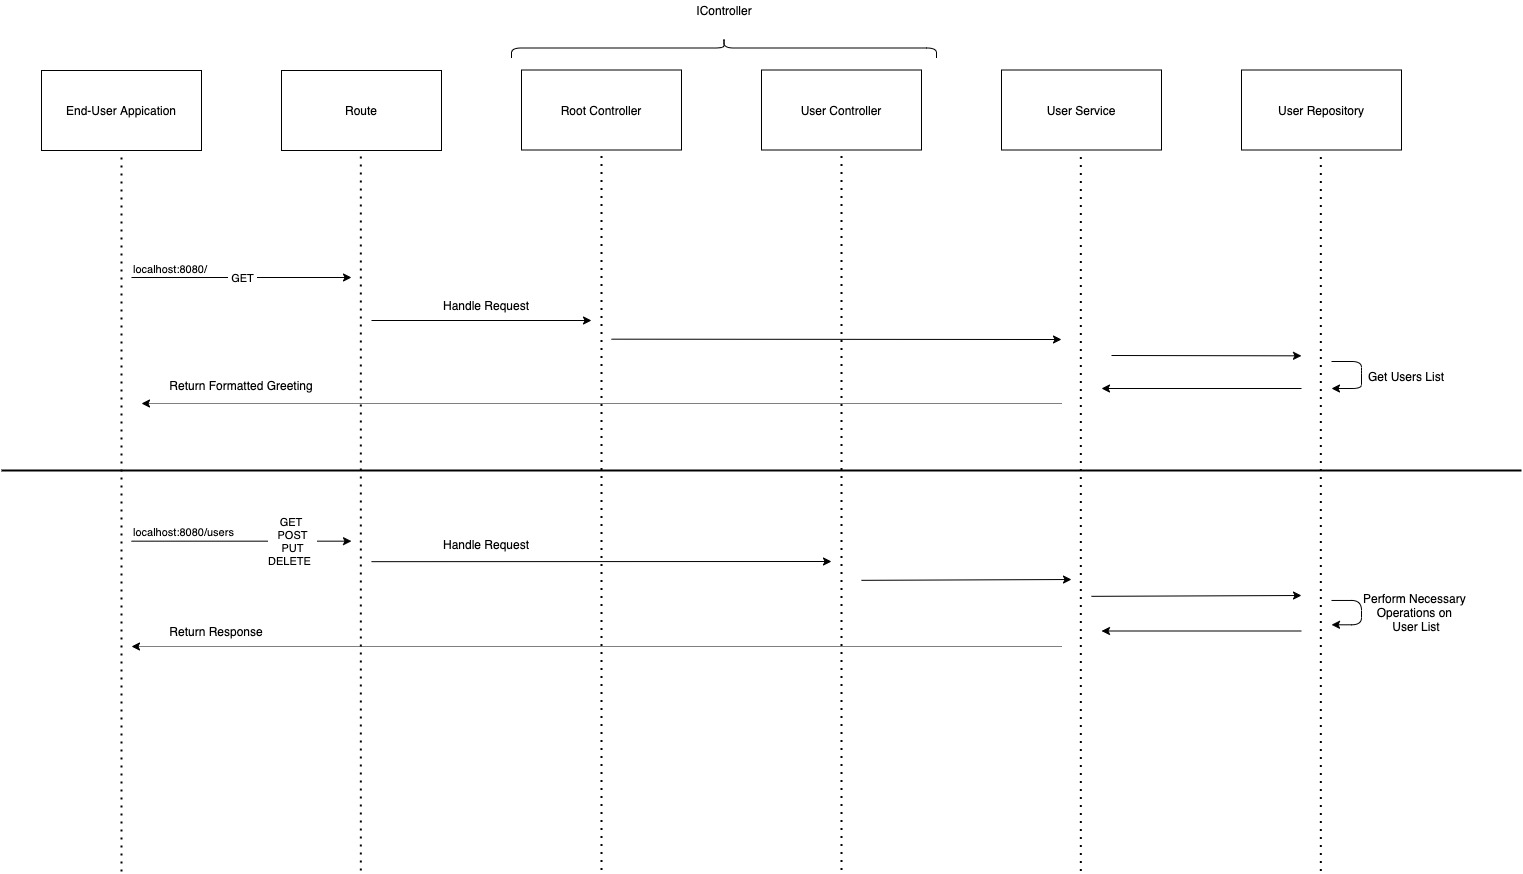 IController
End-User Appication
Route
Root Controller
User Controller
User Service
User Repository
localhost:8080/
GET
Handle Request
Get Users List
Return Formatted Greeting
localhost:8080/users
GET
POST
PUT
DELETE
Handle Request
Perform Necessary
Operations on
User List
Return Response